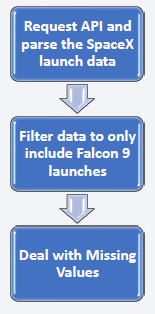 Request API and
parse the SpaceX
launch data
Filter data to only
include Falcon 9
launches
Deal with Missing
Values